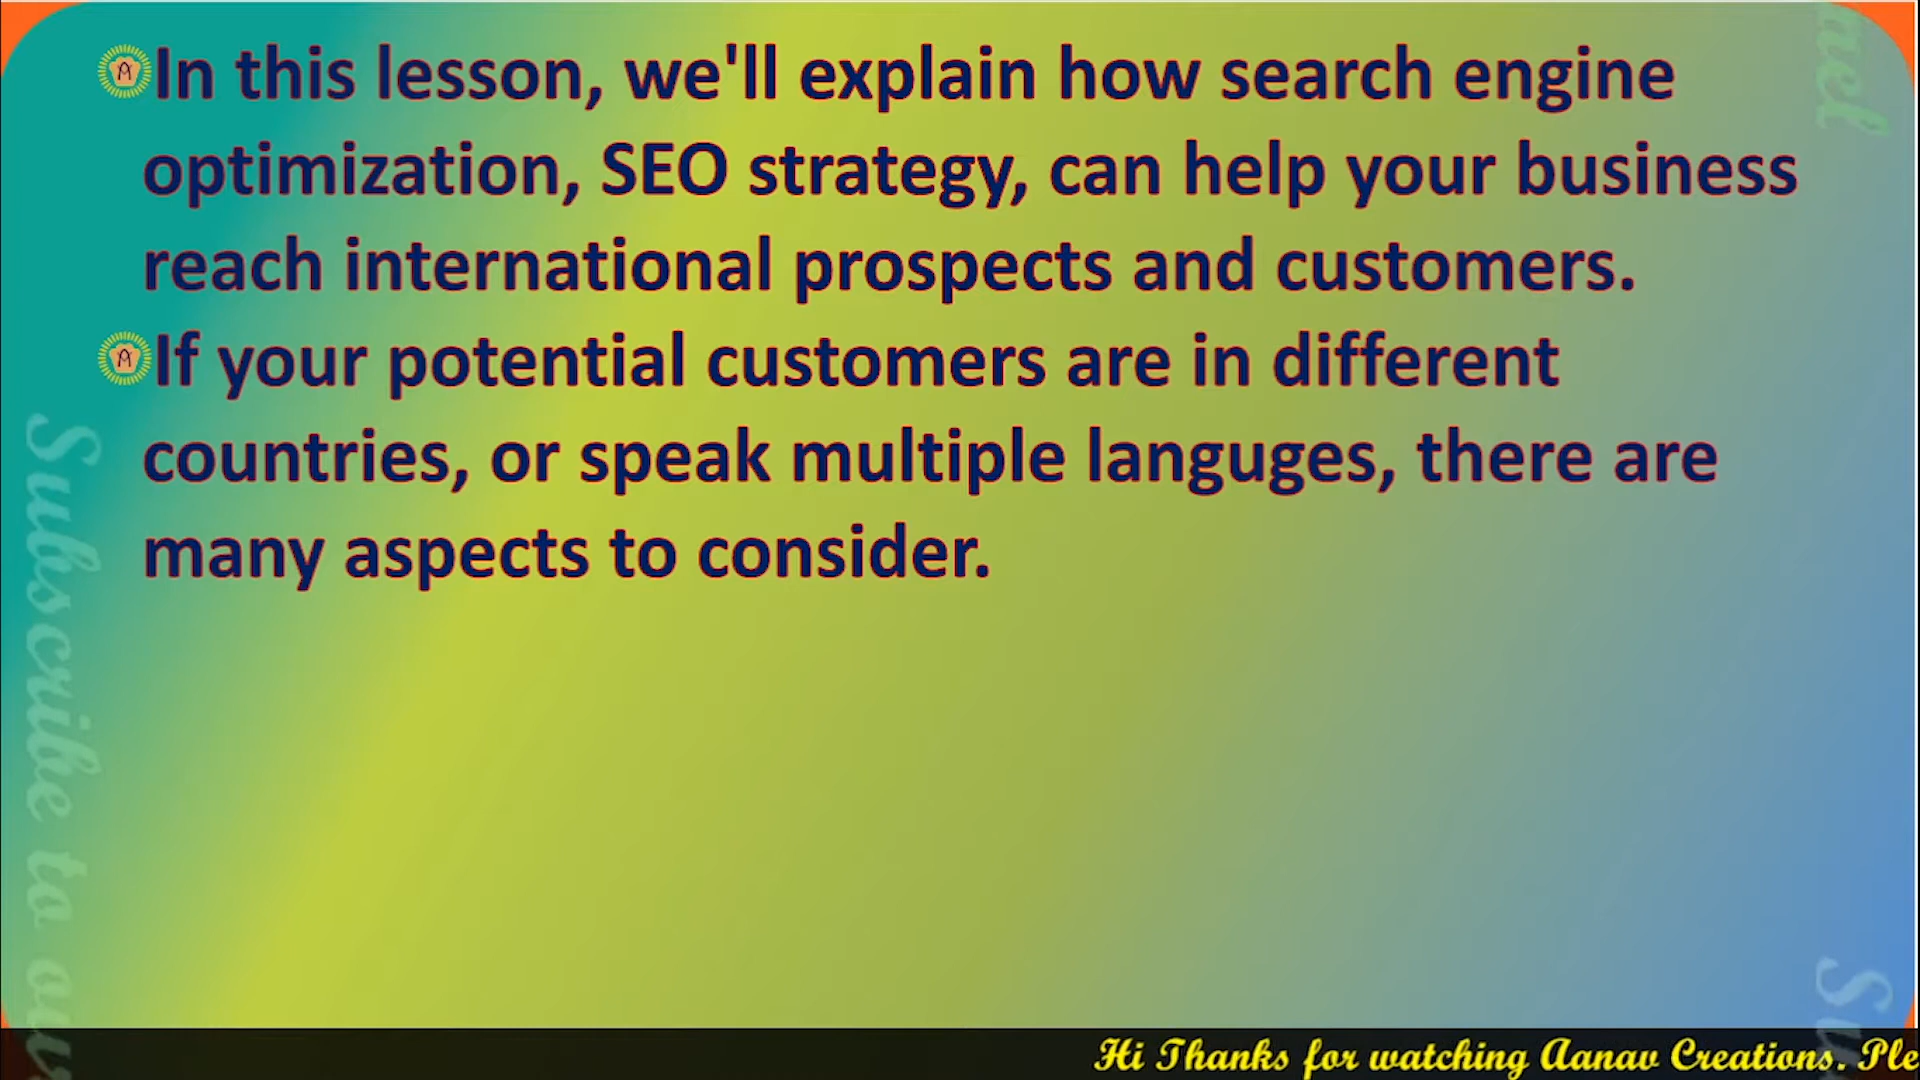 In this lesson, we'll explain how search engine
optimization, SEO strategy, can help your business
reach international prospects and customers.
If your potential customers are in different
countries, or speak multiple languges, there are
many aspects to consider.
Subscribe to our
Hi Thanks for watching Aanav Creations. Ple